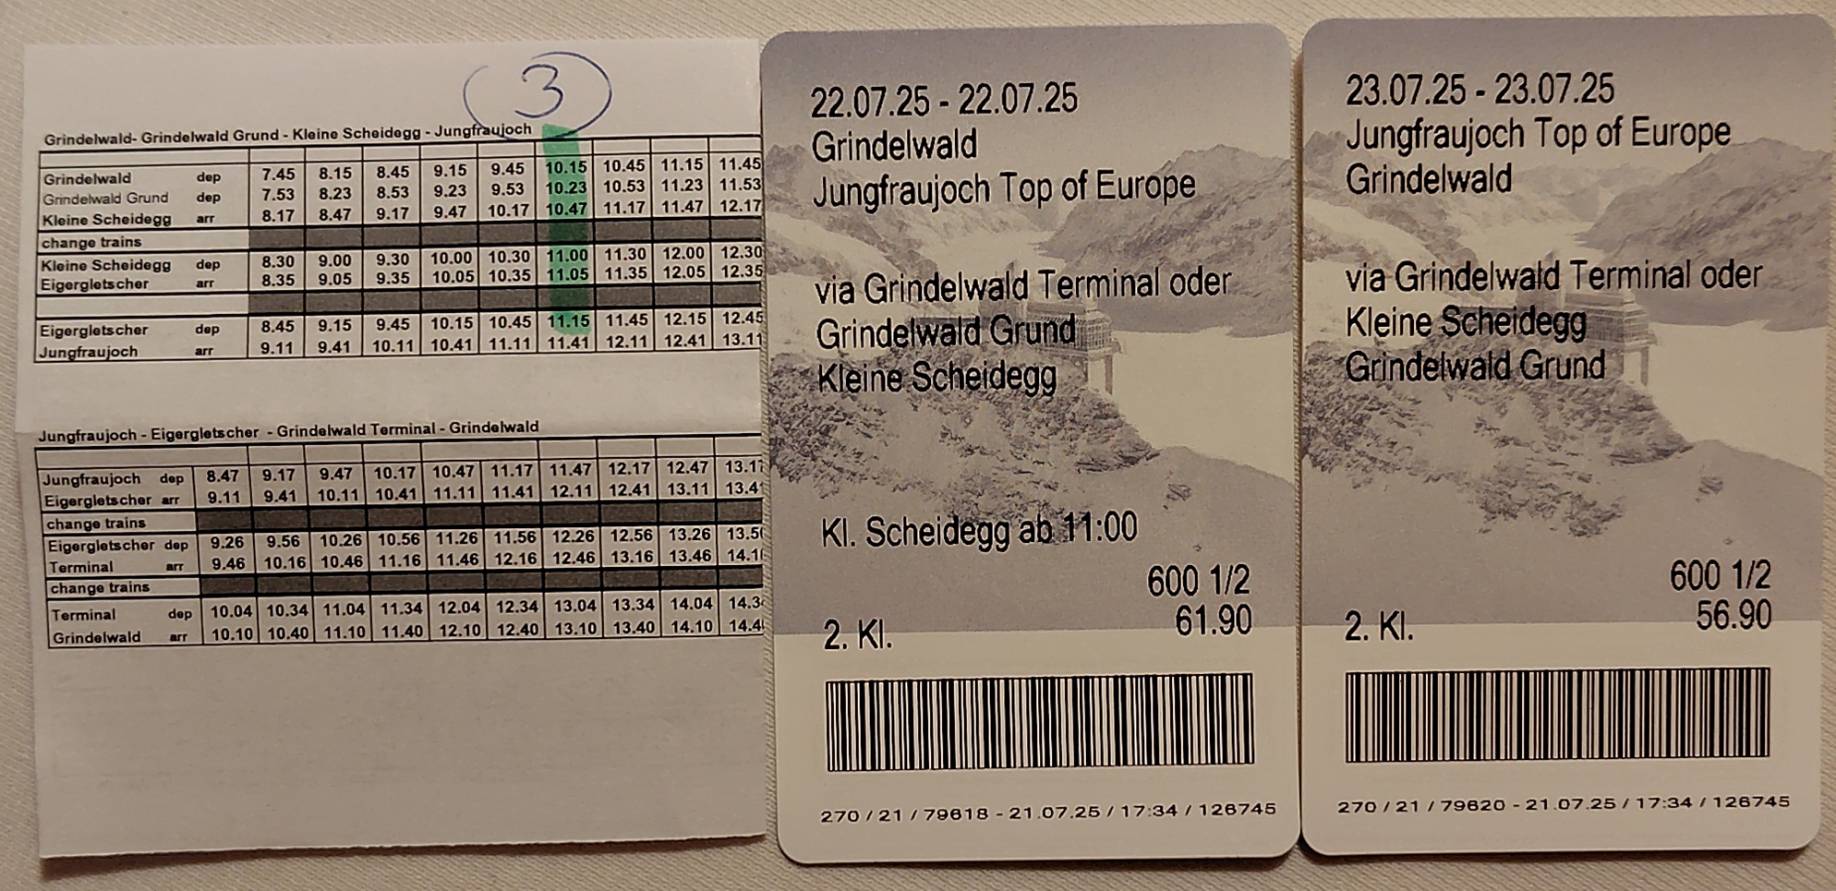 3
Grindelwald- Grindelwald Grund - Kleine Scheidegg - Jungfraujoch
Grindelwald dep 7.45 8.15 8.45 9.15 9.45 10.15 10.45 11.15 11.45
Grindelwald Grund dep 7.53 8.23 8.53 9.23 9.53 10.23 10.53 11.23 11.53
Kleine Scheidegg arr 8.17 8.47 9.17 9.47 10.17 10.47 11.17 11.47 12.17
change trains
Kleine Scheidegg dep 8.30 9.00 9.30 10.00 10.30 11.00 11.30 12.00 12.30
Eigergletscher arr 8.35 9.05 9.35 10.05 10.35 11.05 11.35 12.05 12.35
Eigergletscher dep 8.45 9.15 9.45 10.15 10.45 11.15 11.45 12.15 12.45
Jungfraujoch arr 9.11 9.41 10.11 10.41 11.11 11.41 12.11 12.41 13.11
Jungfraujoch - Eigergletscher - Grindelwald Terminal - Grindelwald
Jungfraujoch dep 8.47 9.17 9.47 10.17 10.47 11.17 11.47 12.17 12.47 13.17
Eigergletscher arr 9.11 9.41 10.11 10.41 11.11 11.41 12.11 12.41 13.11 13.4
change trains
Eigergletscher dep 9.26 9.56 10.26 10.56 11.26 11.56 12.26 12.56 13.26 13.5
Terminal arr 9.46 10.16 10.46 11.16 11.46 12.16 12.46 13.16 13.46 14.1
change trains
Terminal dep 10.04 10.34 11.04 11.34 12.04 12.34 13.04 13.34 14.04 14.3
Grindelwald arr 10.10 10.40 11.10 11.40 12.10 12.40 13.10 13.40 14.10 14.4
22.07.25 - 22.07.25
Grindelwald
Jungfraujoch Top of Europe
via Grindelwald Terminal oder
Grindelwald Grund
Kleine Scheidegg
Kl. Scheidegg ab 11:00
600 1/2
2. Kl. 61.90
270 / 21 / 79618 - 21.07.25 / 17:34 / 126745
23.07.25 - 23.07.25
Jungfraujoch Top of Europe
Grindelwald
via Grindelwald Terminal oder
Kleine Scheidegg
Grindelwald Grund
600 1/2
2. Kl. 56.90
270 / 21 / 79620 - 21.07.25 / 17:34 / 126745